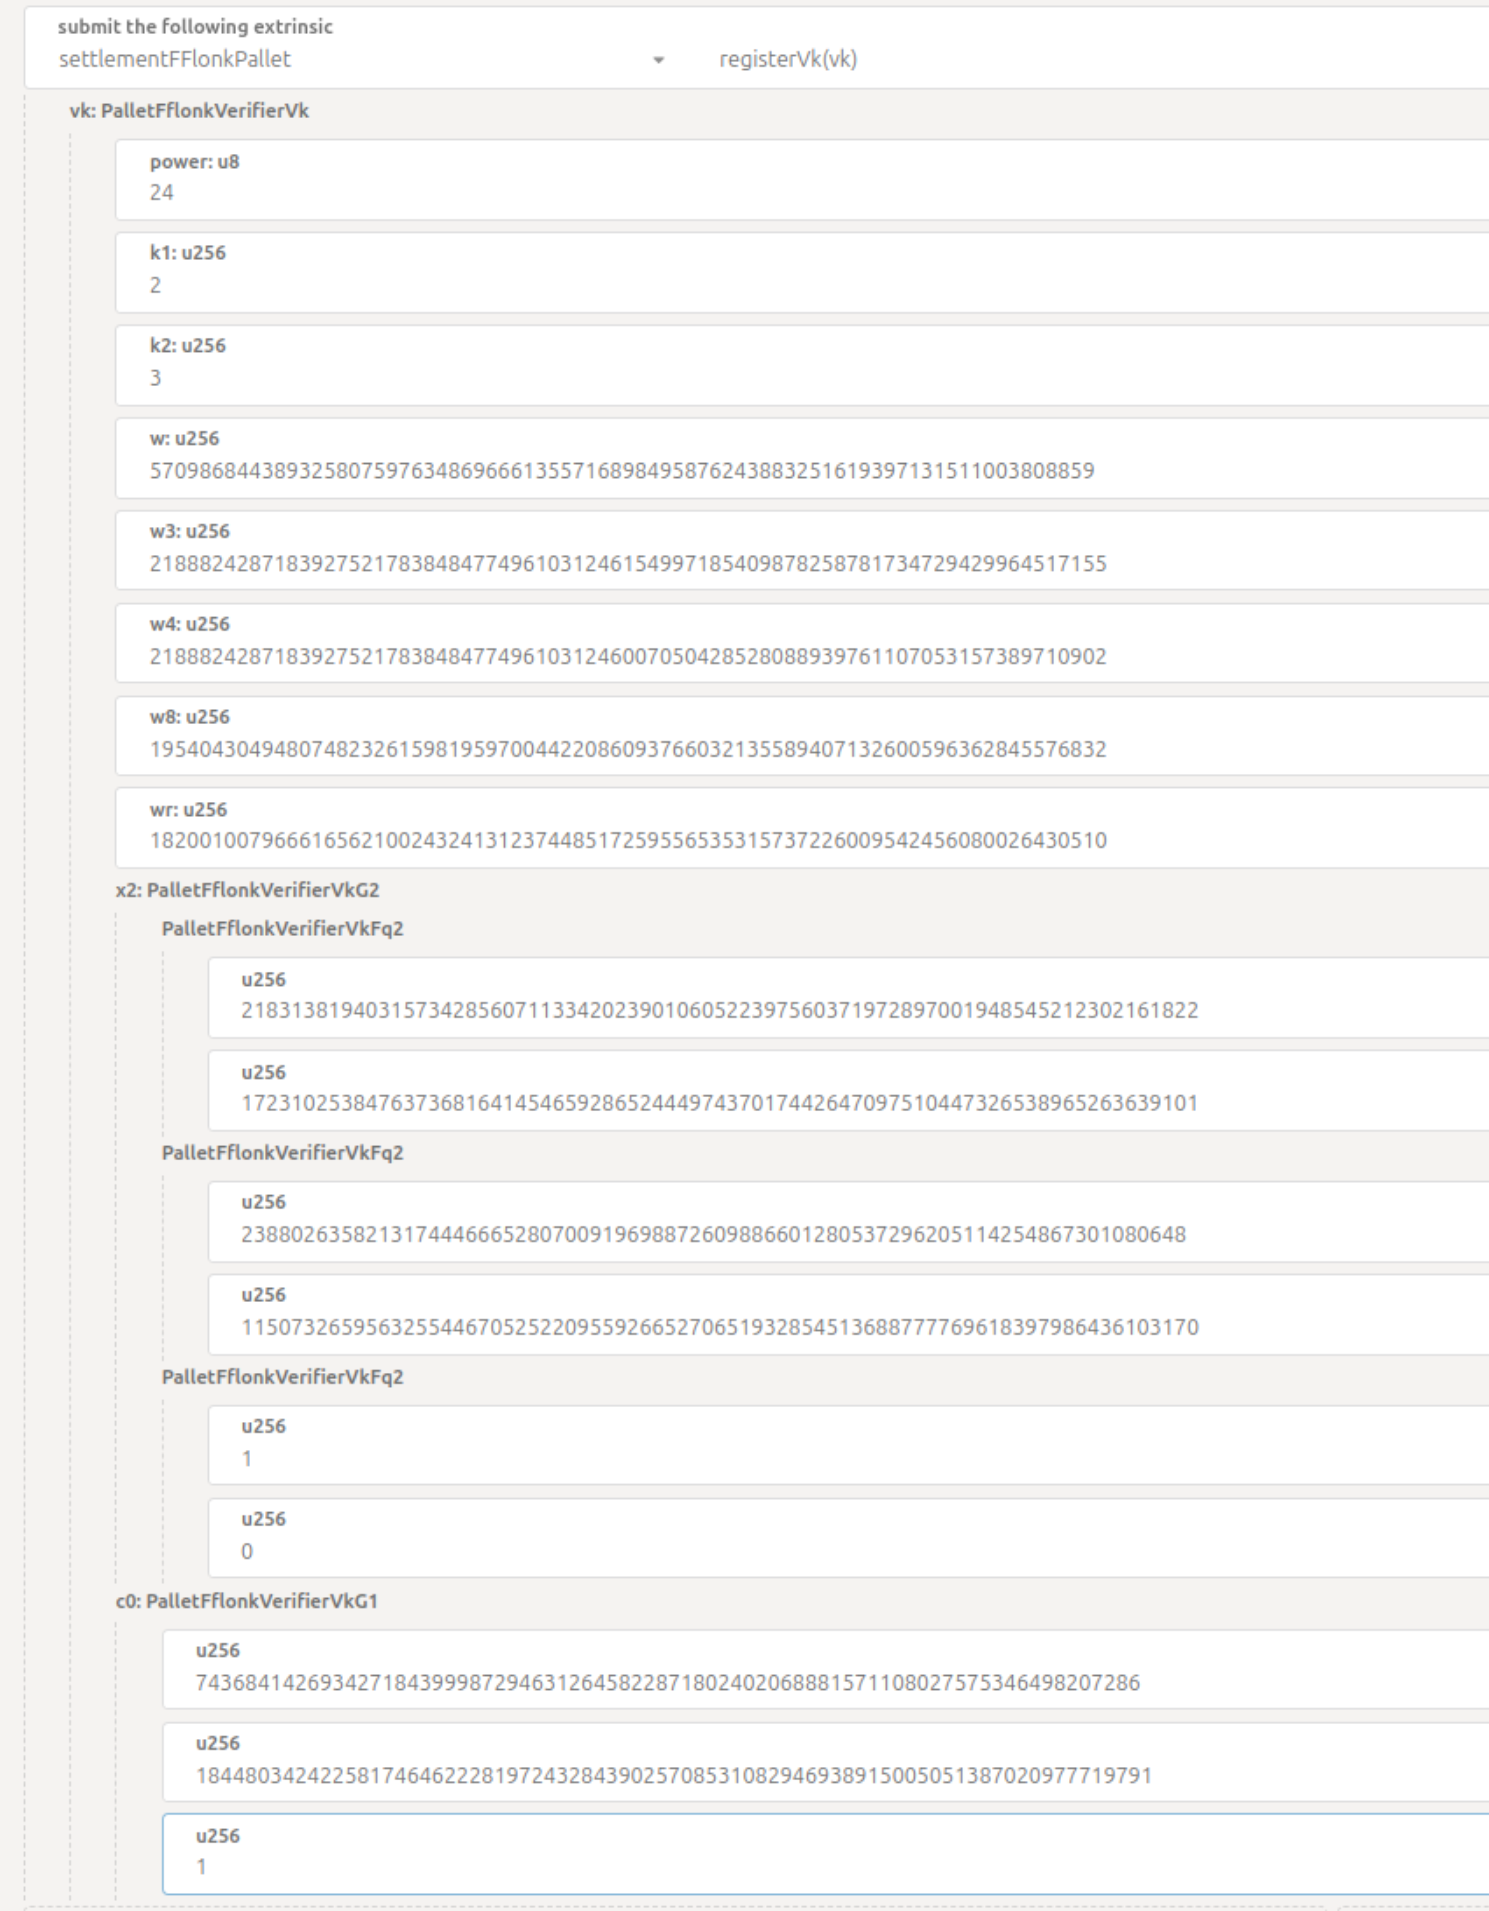 submit the following extrinsic
settlementFFlonkPallet registerVk(vk)
vk: PalletFflonkVerifierVk
power: u8
24
k1: u256
2
k2: u256
3
w: u256
5709868443893258075976348696661355716898495876243883251619397131511003808859
w3: u256
21888242871839275217838484774961031246154997185409878258781734729429964517155
w4: u256
21888242871839275217838484774961031246007050428528088939761107053157389710902
w8: u256
19540430494807482326159819597004422086093766032135589407132600596362845576832
wr: u256
18200100796661656210024324131237448517259556535315737226009542456080026430510
x2: PalletFflonkVerifierVkG2
PalletFflonkVerifierVkFq2
u256
21831381940315734285607113342023901060522397560371972897001948545212302161822
u256
17231025384763736816414546592865244497437017442647097510447326538965263639101
PalletFflonkVerifierVkFq2
u256
2388026358213174446665280700919698872609886601280537296205114254867301080648
u256
11507326595632554467052522095592665270651932854513688777769618397986436103170
PalletFflonkVerifierVkFq2
u256
1
u256
0
c0: PalletFflonkVerifierVkG1
u256
7436841426934271843999872946312645822871802402068881571108027575346498207286
u256
18448034242258174646222819724328439025708531082946938915005051387020977719791
u256
1